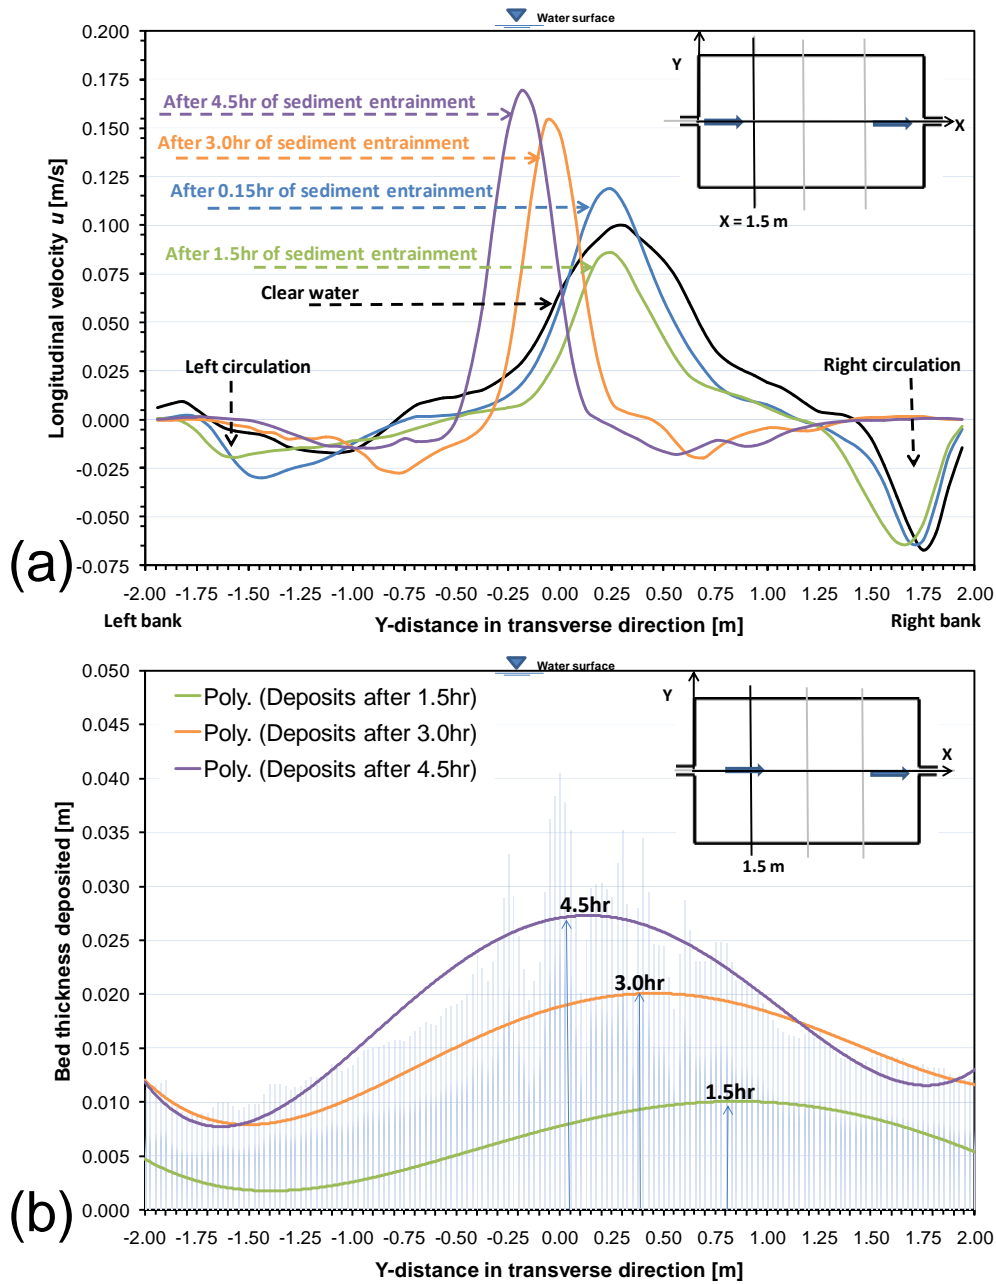 Water surface
0.200
0.175
0.150
0.125
0.100
0.075
0.050
0.025
0.000
-0.025
-0.050
-0.075
Longitudinal velocity u [m/s]
After 4.5hr of sediment entrainment
After 3.0hr of sediment entrainment
After 0.15hr of sediment entrainment
After 1.5hr of sediment entrainment
Clear water
Left circulation
Right circulation
Y
X
X = 1.5 m
(a)
-2.00 -1.75 -1.50 -1.25 -1.00 -0.75 -0.50 -0.25 0.00 0.25 0.50 0.75 1.00 1.25 1.50 1.75 2.00
Left bank
Y-distance in transverse direction [m]
Right bank
Water surface
0.050
0.045
0.040
0.035
0.030
0.025
0.020
0.015
0.010
0.005
0.000
Bed thickness deposited [m]
Poly. (Deposits after 1.5hr)
Poly. (Deposits after 3.0hr)
Poly. (Deposits after 4.5hr)
Y
X
1.5 m
4.5hr
3.0hr
1.5hr
(b)
-2.00 -1.75 -1.50 -1.25 -1.00 -0.75 -0.50 -0.25 0.00 0.25 0.50 0.75 1.00 1.25 1.50 1.75 2.00
Y-distance in transverse direction [m]